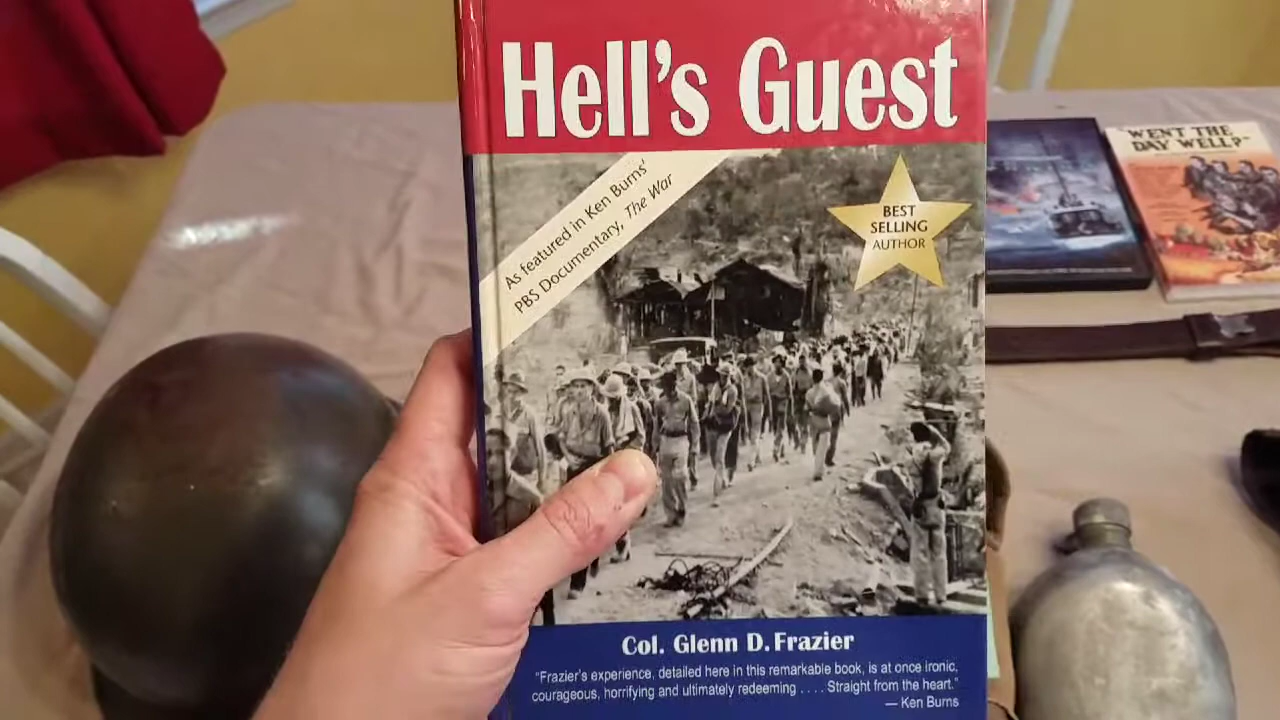 Hell's Guest
As featured in Ken Burns'
PBS Documentary, The War
BEST
SELLING
AUTHOR
"WENT THE
DAY WELL?"
Col. Glenn D. Frazier
"Frazier's experience, detailed here in this remarkable book, is at once ironic,
courageous, horrifying and ultimately redeeming . . . . Straight from the heart."
— Ken Burns